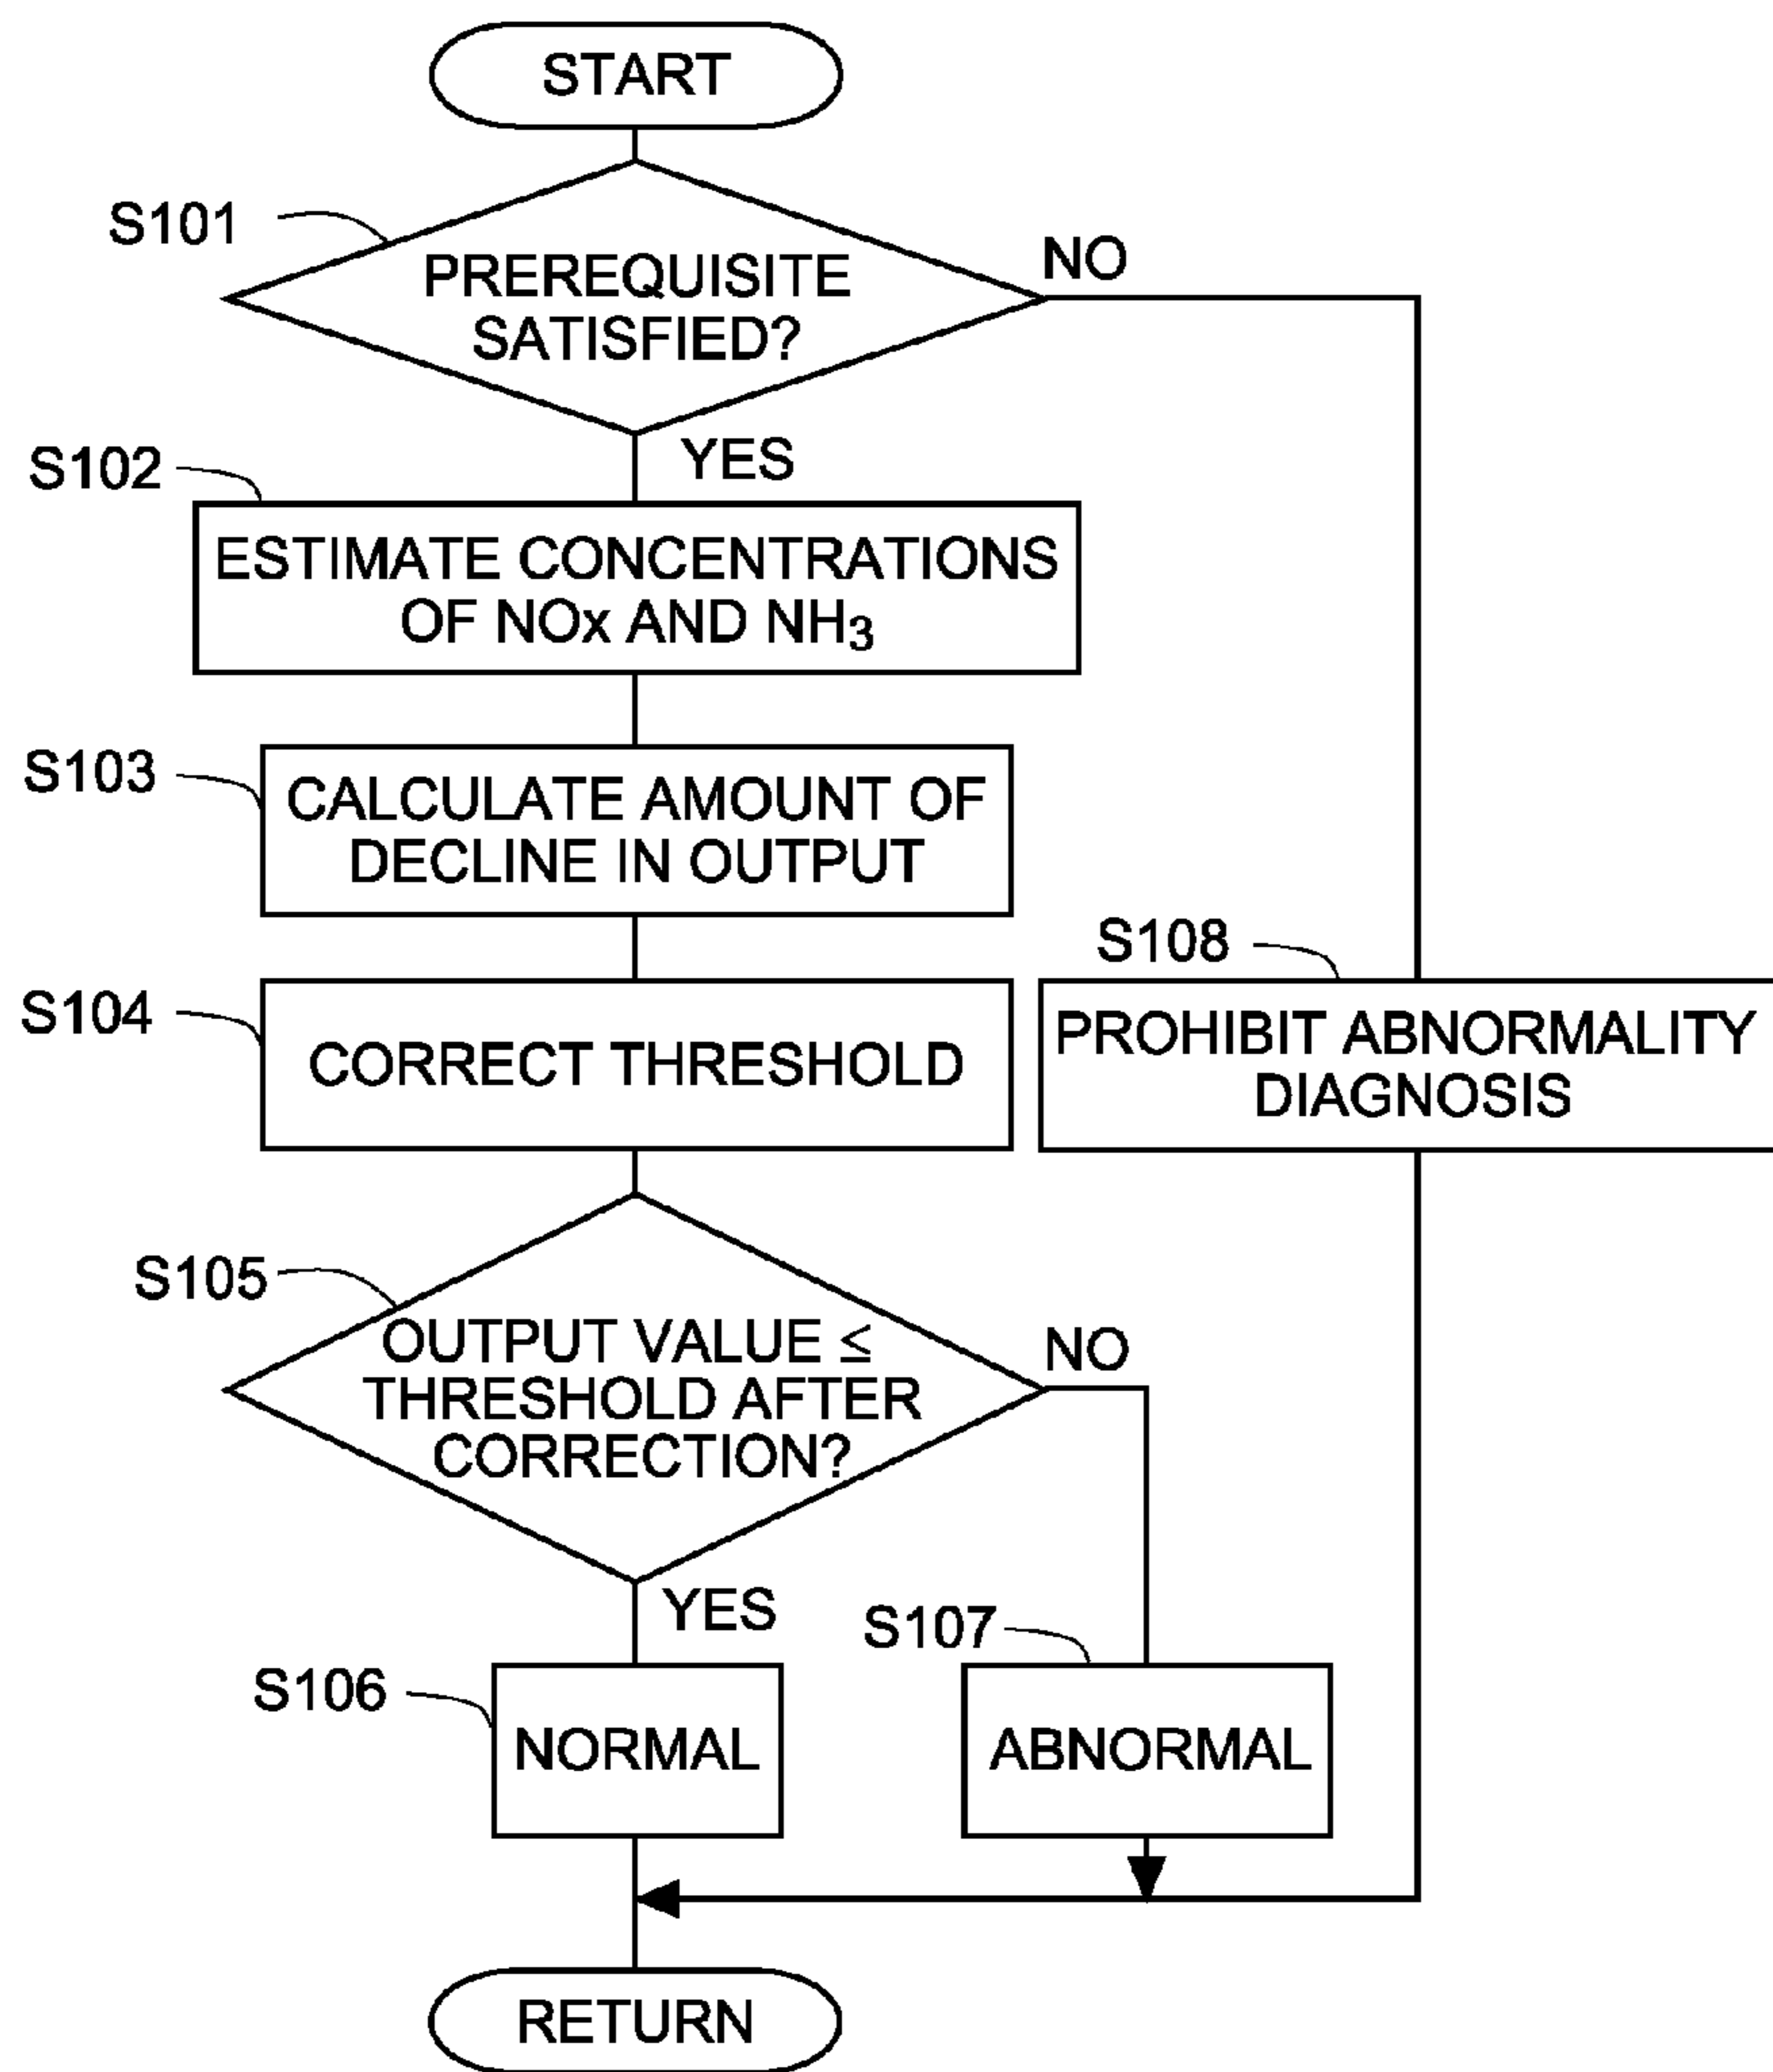 START
S101
PREREQUISITE
SATISFIED?
NO
YES
S102
ESTIMATE CONCENTRATIONS
OF NOx AND NH₃
S103
CALCULATE AMOUNT OF
DECLINE IN OUTPUT
S104
CORRECT THRESHOLD
S108
PROHIBIT ABNORMALITY
DIAGNOSIS
S105
OUTPUT VALUE ≤
THRESHOLD AFTER
CORRECTION?
NO
YES
S106
NORMAL
S107
ABNORMAL
RETURN